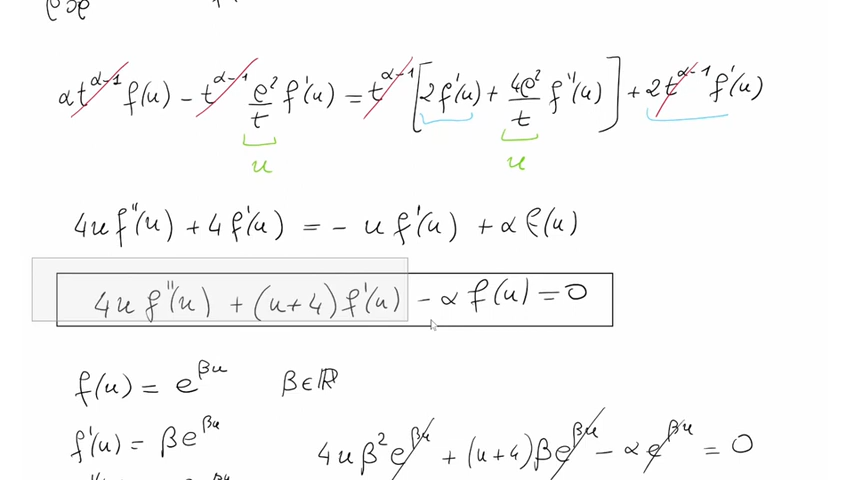 αt^{α-1} f(u) - t^{α-1} ρ²/t f'(u) = t^{α-1} [2f'(u) + 4ρ²/t f''(u)] + 2t^{α-1} f'(u)
u u
4u f''(u) + 4f'(u) = - u f'(u) + α f(u)
4u f''(u) + (u+4) f'(u) - α f(u) = 0
f(u) = e^{βu} β∈ℝ
f'(u) = βe^{βu}
4uβ²e^{βu} + (u+4)βe^{βu} - αe^{βu} = 0